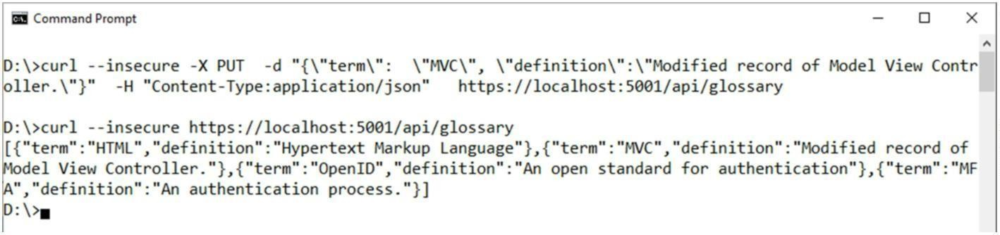 Command Prompt
D:\>curl --insecure -X PUT  -d "{\"term\":  \"MVC\", \"definition\":\"Modified record of Model View Contr
oller.\"}"  -H "Content-Type:application/json"   https://localhost:5001/api/glossary
D:\>curl --insecure https://localhost:5001/api/glossary
[{"term":"HTML","definition":"Hypertext Markup Language"},{"term":"MVC","definition":"Modified record of
Model View Controller."},{"term":"OpenID","definition":"An open standard for authentication"},{"term":"MF
A","definition":"An authentication process."}]
D:\>